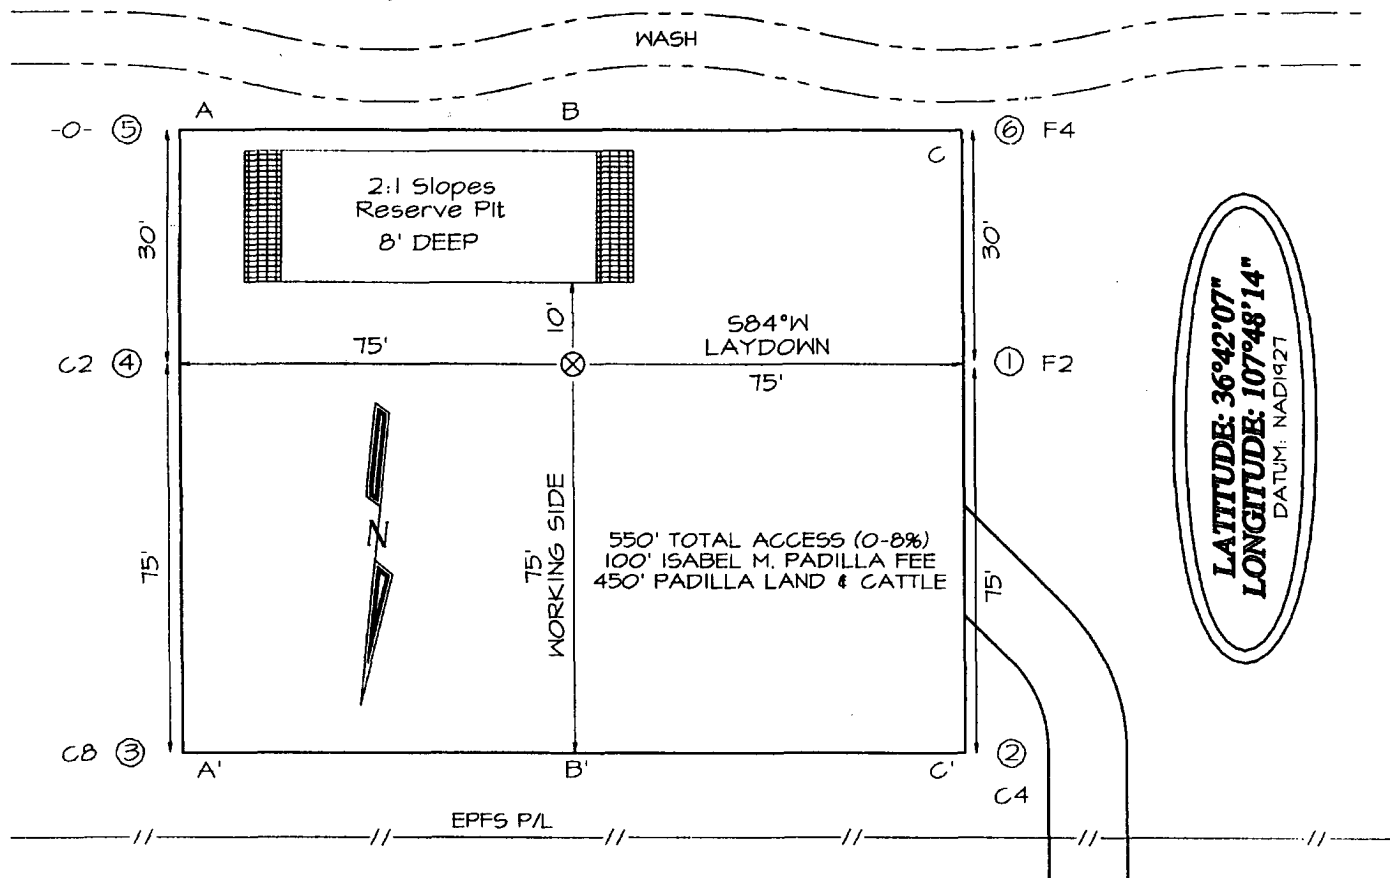 WASH
A
B
-0- ⑤
⑥ F4
C
2:1 Slopes
Reserve Pit
8' DEEP
30'
30'
10'
S84°W
LAYDOWN
75'
75'
C2 ④
① F2
N
75'
75'
WORKING SIDE
550' TOTAL ACCESS (0-8%)
100' ISABEL M. PADILLA FEE
450' PADILLA LAND & CATTLE
75'
C8 ③
②
A'
B'
C'
C4
EPFS P/L
LATITUDE: 36°42'07"
LONGITUDE: 107°48'14"
DATUM: NAD1927